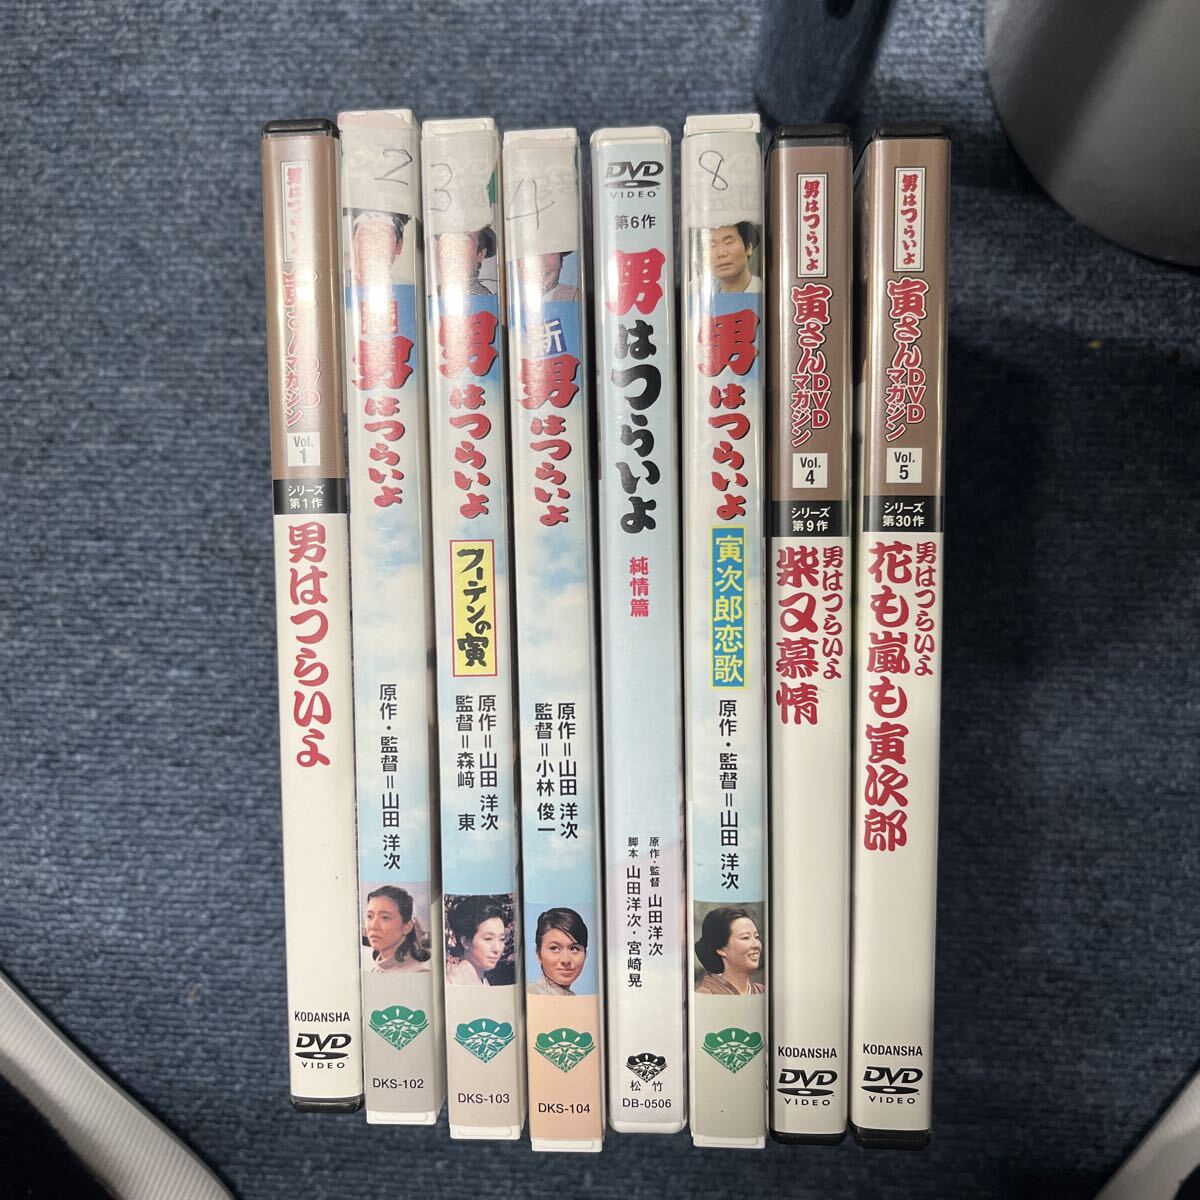 男はつらいよ
寅さんDVDマガジン
Vol.
1
シリーズ
第1作
男はつらいよ
KODANSHA
DVD
VIDEO
2
続
男はつらいよ
原作・監督=山田 洋次
DKS-102
3
男はつらいよ
フーテンの寅
原作=山田 洋次
監督=森﨑 東
DKS-103
4
新
男はつらいよ
原作=山田 洋次
監督=小林 俊一
DKS-104
DVD
VIDEO
第6作
男はつらいよ
純情篇
原作・監督 山田洋次
脚本 山田洋次・宮崎晃
松竹
DB-0506
8
男はつらいよ
寅次郎恋歌
原作・監督=山田 洋次
男はつらいよ
寅さんDVDマガジン
Vol.
4
シリーズ
第9作
男はつらいよ
柴又慕情
KODANSHA
DVD
VIDEO
男はつらいよ
寅さんDVDマガジン
Vol.
5
シリーズ
第30作
男はつらいよ
花も嵐も寅次郎
KODANSHA
DVD
VIDEO